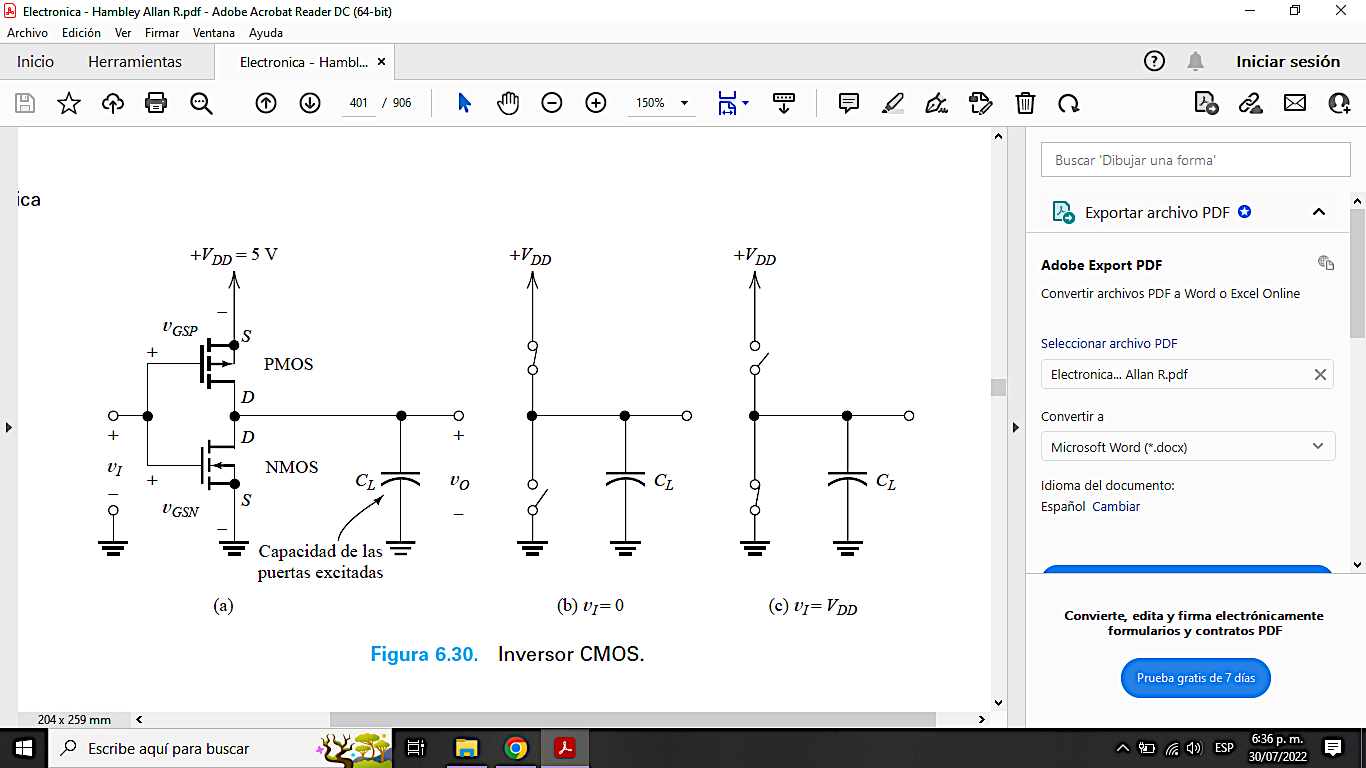 Electronica - Hambley Allan R.pdf - Adobe Acrobat Reader DC (64-bit)
Archivo Edición Ver Firmar Ventana Ayuda
Inicio Herramientas Electronica - Hambl... × Iniciar sesión
401 / 906 150%
ica
+VDD = 5 V
vGSP
−
S
+
PMOS
D
D
+
vI
−
+
NMOS
S
vGSN
−
CL
+
vO
−
Capacidad de las
puertas excitadas
(a)
+VDD
CL
(b) vI = 0
+VDD
CL
(c) vI = VDD
Figura 6.30. Inversor CMOS.
204 x 259 mm
Buscar 'Dibujar una forma'
Exportar archivo PDF
Adobe Export PDF
Convertir archivos PDF a Word o Excel Online
Seleccionar archivo PDF
Electronica... Allan R.pdf
Convertir a
Microsoft Word (*.docx)
Idioma del documento:
Español Cambiar
Convierte, edita y firma electrónicamente
formularios y contratos PDF
Prueba gratis de 7 días
Escribe aquí para buscar
ESP
6:36 p. m.
30/07/2022